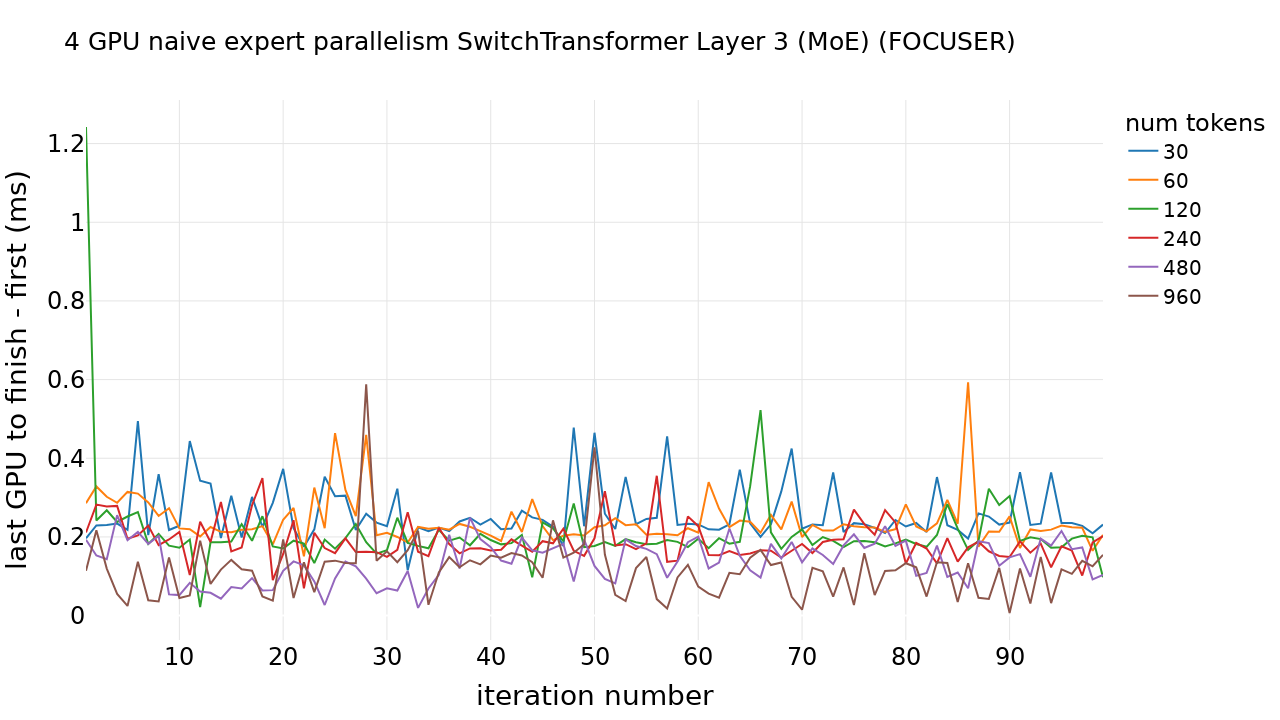 4 GPU naive expert parallelism SwitchTransformer Layer 3 (MoE) (FOCUSER)
last GPU to finish - first (ms)
1.2
1
0.8
0.6
0.4
0.2
0
10 20 30 40 50 60 70 80 90
iteration number
num tokens
30
60
120
240
480
960